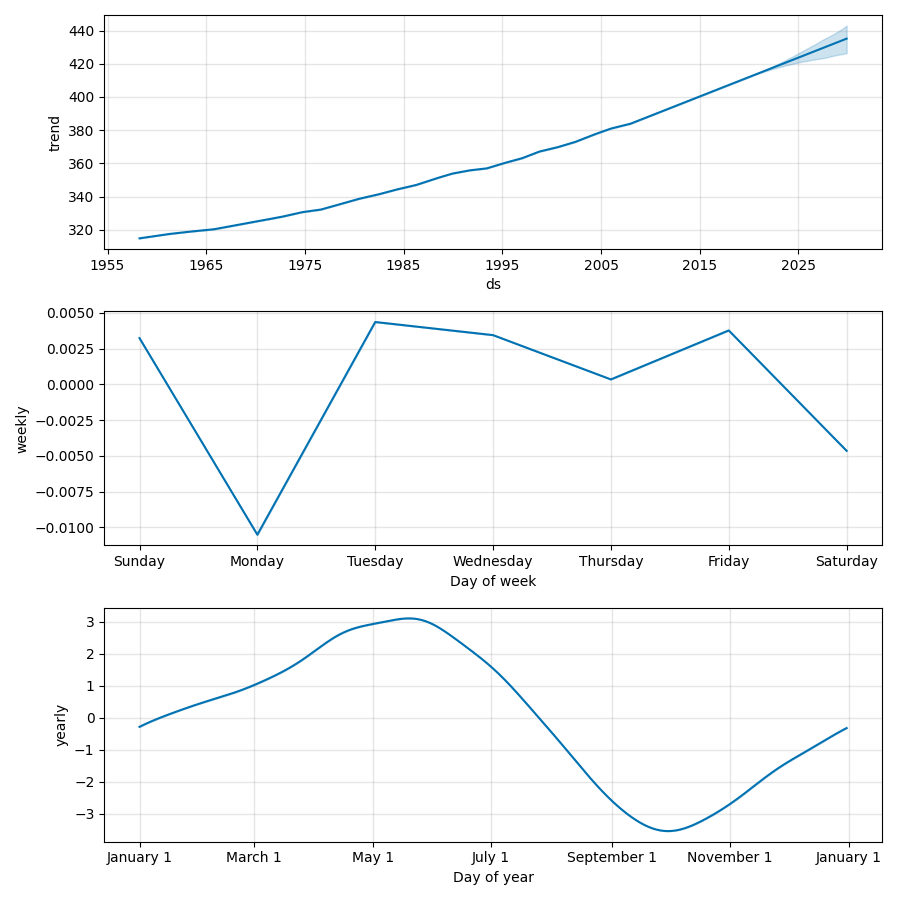 440
420
400
380
360
340
320
trend
1955 1965 1975 1985 1995 2005 2015 2025
ds
0.0050
0.0025
0.0000
−0.0025
−0.0050
−0.0075
−0.0100
weekly
Sunday Monday Tuesday Wednesday Thursday Friday Saturday
Day of week
3
2
1
0
−1
−2
−3
yearly
January 1 March 1 May 1 July 1 September 1 November 1 January 1
Day of year